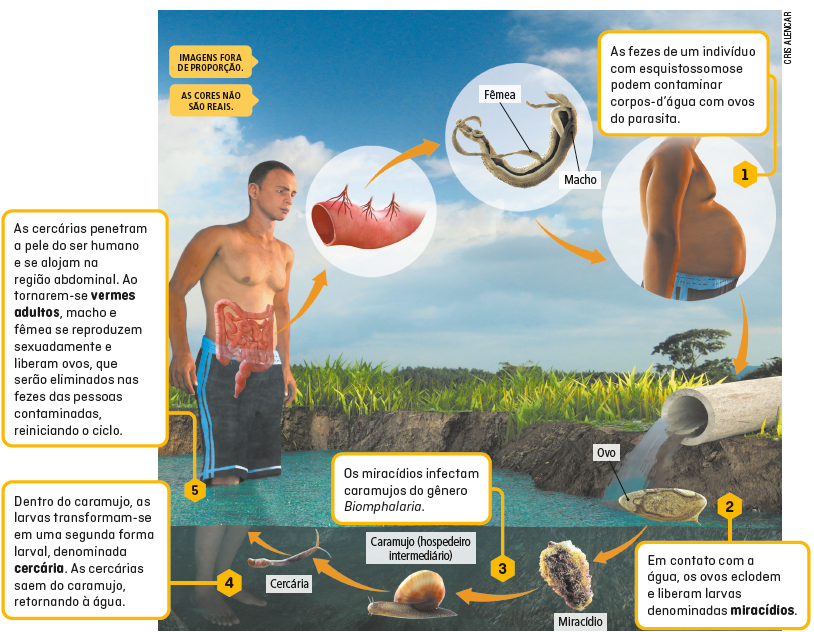 CRIS ALENCAR
IMAGENS FORA
DE PROPORÇÃO.
AS CORES NÃO
SÃO REAIS.
As fezes de um indivíduo
com esquistossomose
podem contaminar
corpos-d'água com ovos
do parasita.
1
Fêmea
Macho
Ovo
2
Em contato com a
água, os ovos eclodem
e liberam larvas
denominadas miracídios.
Miracídio
Os miracídios infectam
caramujos do gênero
Biomphalaria.
3
Caramujo (hospedeiro
intermediário)
Cercária
4
Dentro do caramujo, as
larvas transformam-se
em uma segunda forma
larval, denominada
cercária. As cercárias
saem do caramujo,
retornando à água.
5
As cercárias penetram
a pele do ser humano
e se alojam na
região abdominal. Ao
tornarem-se vermes
adultos, macho e
fêmea se reproduzem
sexuadamente e
liberam ovos, que
serão eliminados nas
fezes das pessoas
contaminadas,
reiniciando o ciclo.